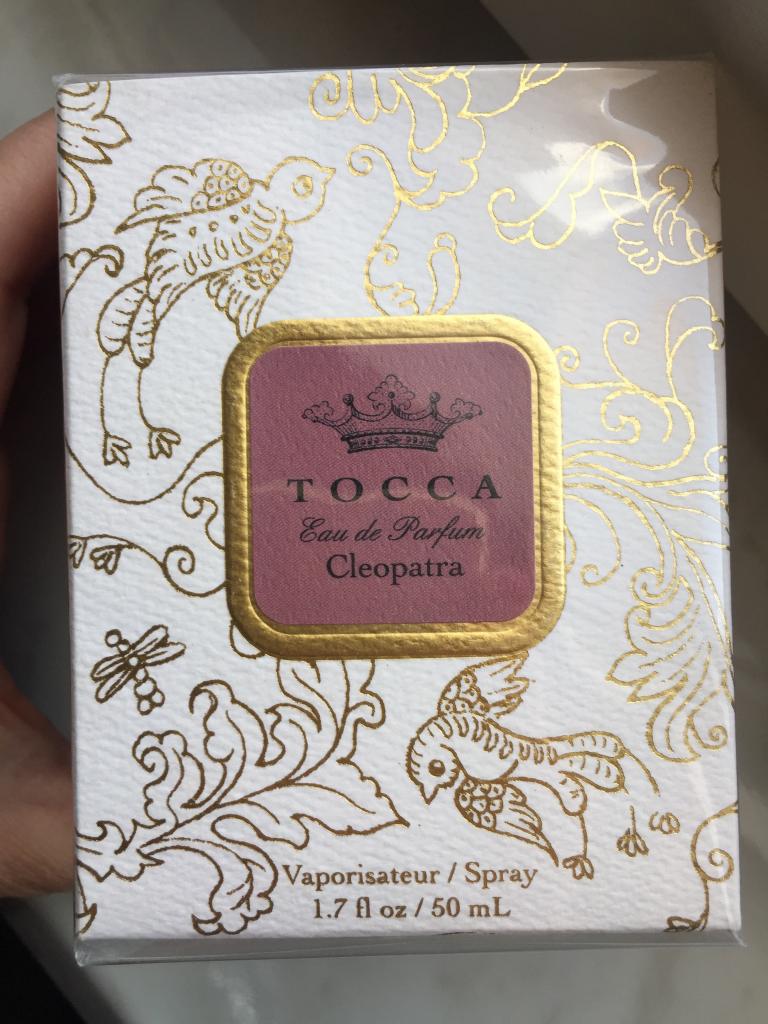 TOCCA
Eau de Parfum
Cleopatra
Vaporisateur / Spray
1.7 fl oz / 50 mL